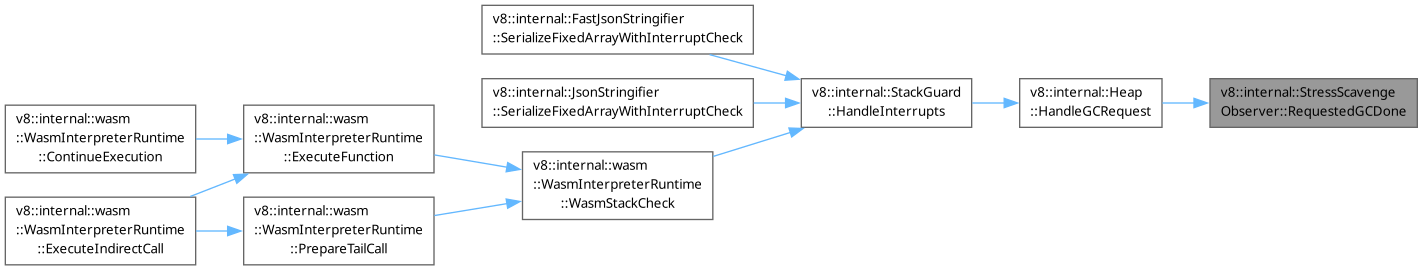 v8::internal::FastJsonStringifier
::SerializeFixedArrayWithInterruptCheck
v8::internal::JsonStringifier
::SerializeFixedArrayWithInterruptCheck
v8::internal::StackGuard
::HandleInterrupts
v8::internal::Heap
::HandleGCRequest
v8::internal::StressScavenge
Observer::RequestedGCDone
v8::internal::wasm
::WasmInterpreterRuntime
::ContinueExecution
v8::internal::wasm
::WasmInterpreterRuntime
::ExecuteFunction
v8::internal::wasm
::WasmInterpreterRuntime
::WasmStackCheck
v8::internal::wasm
::WasmInterpreterRuntime
::ExecuteIndirectCall
v8::internal::wasm
::WasmInterpreterRuntime
::PrepareTailCall